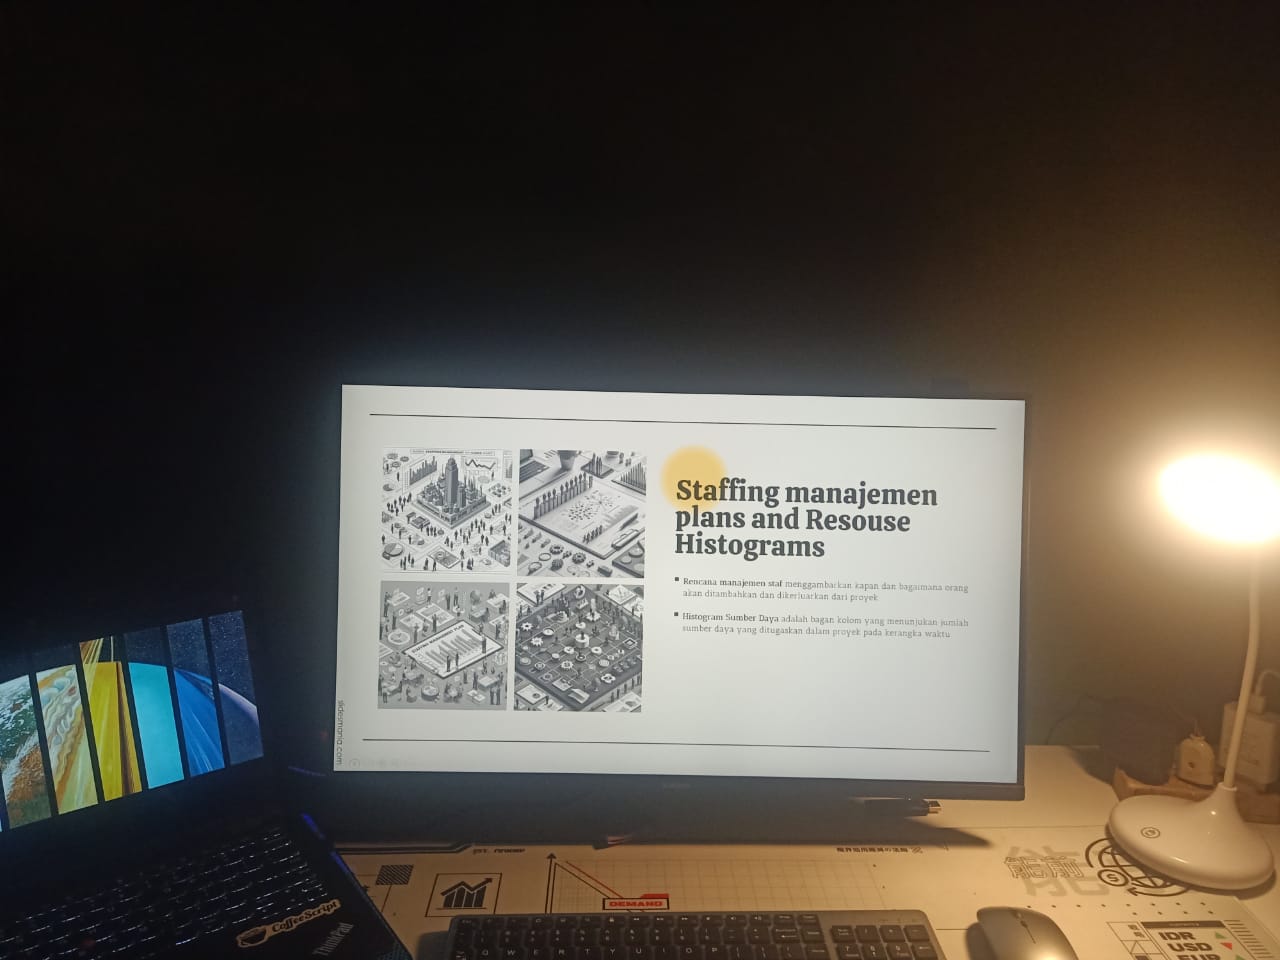 Staffing manajemen
plans and Resouse
Histograms
Rencana manajemen staf menggambarkan kapan dan bagaimana orang
akan ditambahkan dan dikerluarkan dari proyek
Histogram Sumber Daya adalah bagan kolom yang menunjukan jumlah
sumber daya yang ditugaskan dalam proyek pada kerangka waktu
slidesmania.com
CoffeeScript
ThinkPad
DEMAND
Q W E R T Y U I O P
IDR
USD
EUR